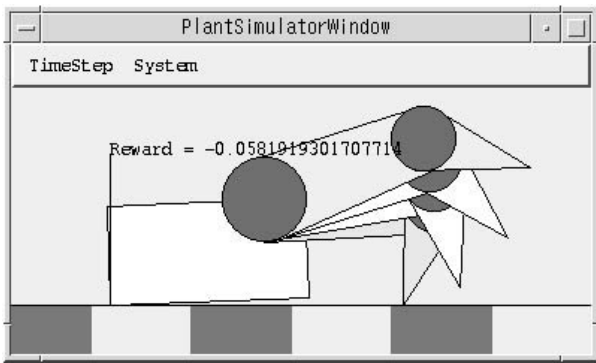 PlantSimulatorWindow
TimeStep System
Reward = -0.0581919301707714